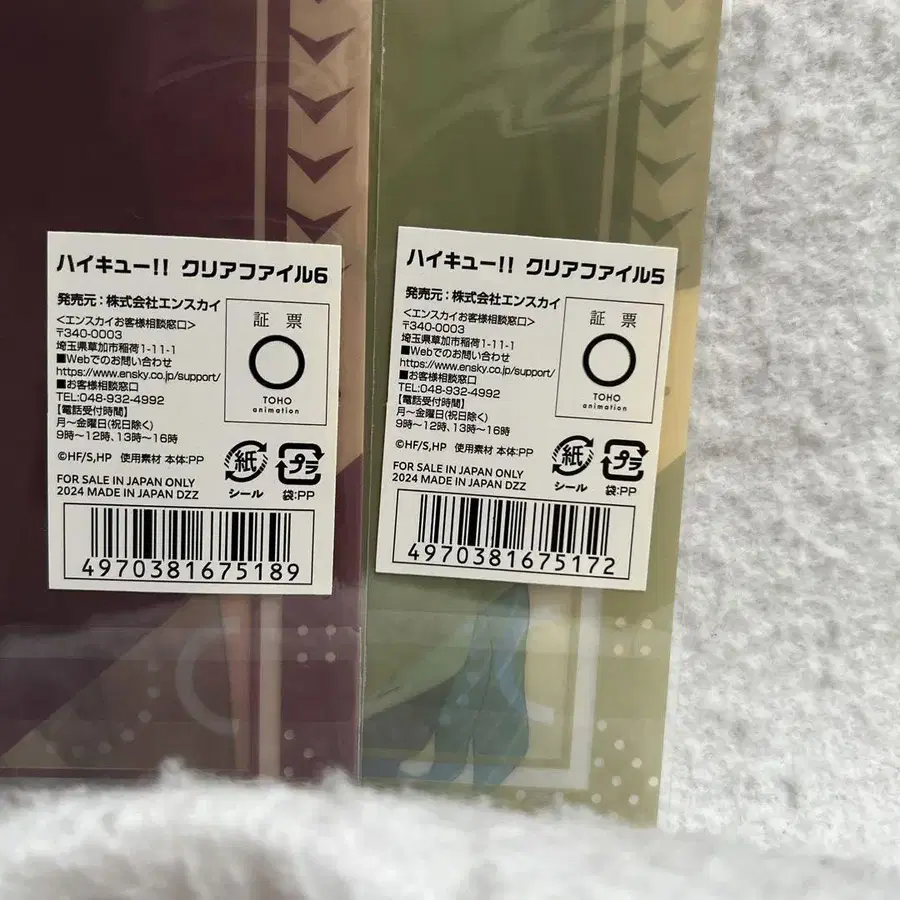 ハイキュー!! クリアファイル6
発売元:株式会社エンスカイ
<エンスカイお客様相談窓口>
〒340-0003
埼玉県草加市稲荷1-11-1
■Webでのお問い合わせ
https://www.ensky.co.jp/support/
■お客様相談窓口
TEL:048-932-4992
【電話受付時間】
月〜金曜日(祝日除く)
9時〜12時、13時〜16時
証票
TOHO
animation
©HF/S,HP 使用素材 本体:PP
紙
シール
プラ
袋:PP
FOR SALE IN JAPAN ONLY
2024 MADE IN JAPAN DZZ
4970381675189
ハイキュー!! クリアファイル5
発売元:株式会社エンスカイ
<エンスカイお客様相談窓口>
〒340-0003
埼玉県草加市稲荷1-11-1
■Webでのお問い合わせ
https://www.ensky.co.jp/support/
■お客様相談窓口
TEL:048-932-4992
【電話受付時間】
月〜金曜日(祝日除く)
9時〜12時、13時〜16時
証票
TOHO
animation
©HF/S,HP 使用素材 本体:PP
紙
シール
プラ
袋:PP
FOR SALE IN JAPAN ONLY
2024 MADE IN JAPAN DZZ
4970381675172